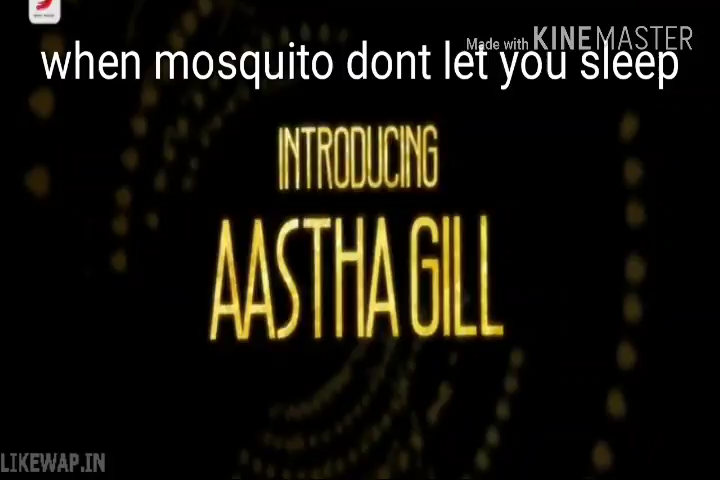 Made with KINEMASTER
when mosquito dont let you sleep
INTRODUCING
AASTHA GILL
LIKEWAP.IN